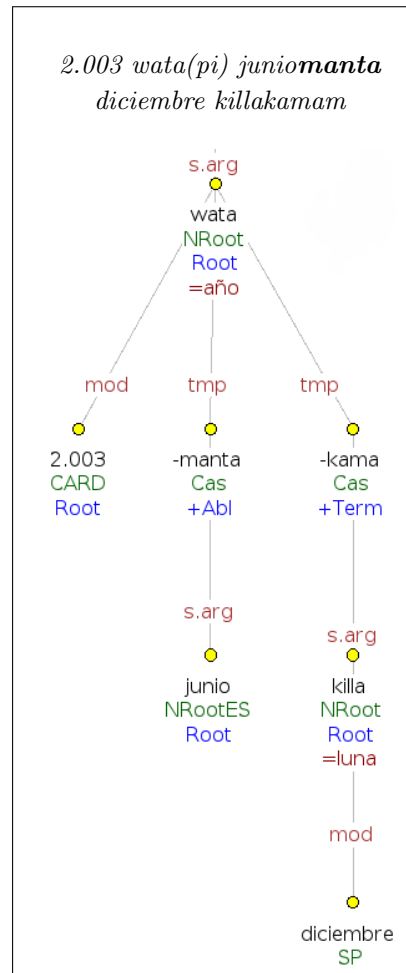 2.003 wata(pi) juniomanta
diciembre killakamam
s.arg
wata
NRoot
Root
=año
mod tmp tmp
2.003 -manta -kama
CARD Cas Cas
Root +Abl +Term
s.arg
s.arg
junio killa
NRootES NRoot
Root Root
=luna
mod
diciembre
SP